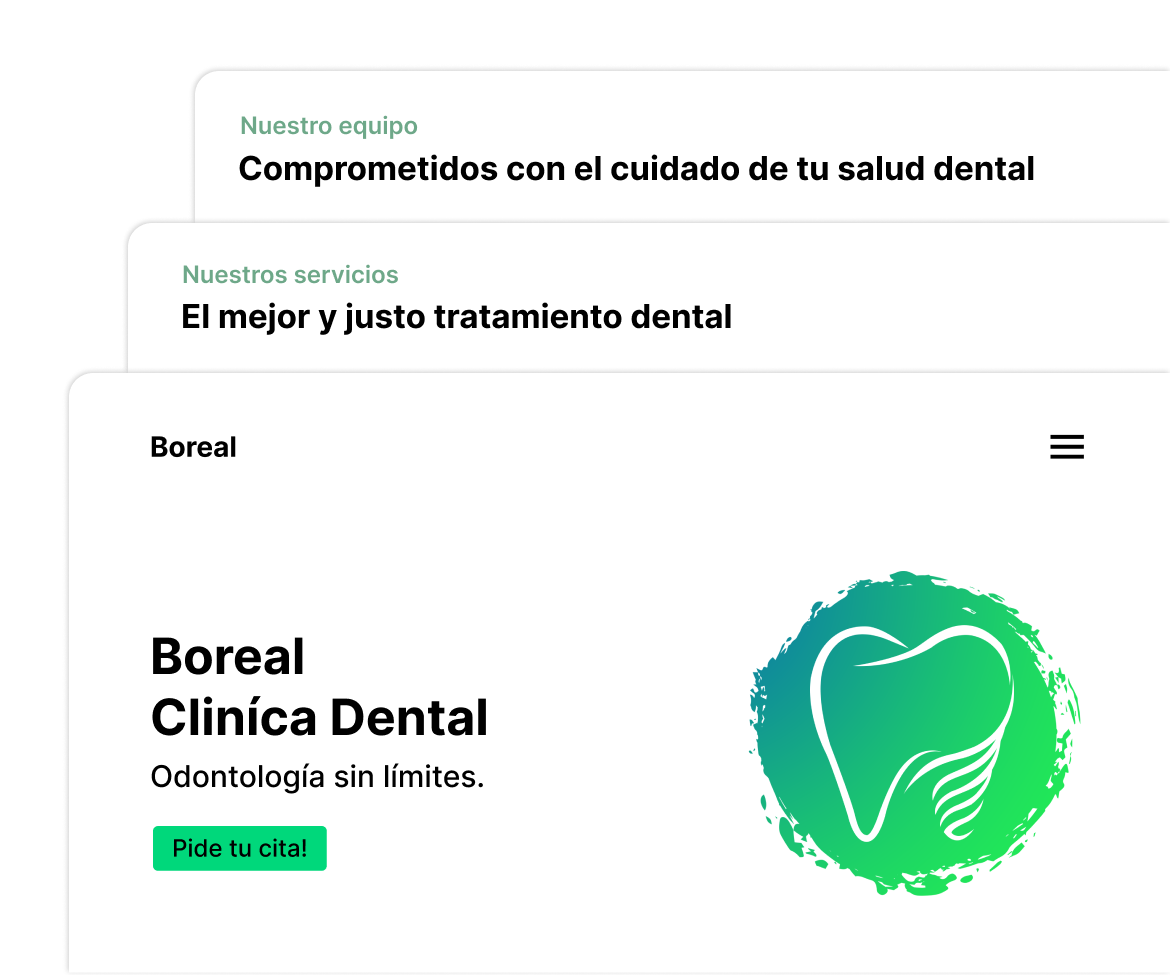 Nuestro equipo
Comprometidos con el cuidado de tu salud dental
Nuestros servicios
El mejor y justo tratamiento dental
Boreal
Boreal
Cliníca Dental
Odontología sin límites.
Pide tu cita!